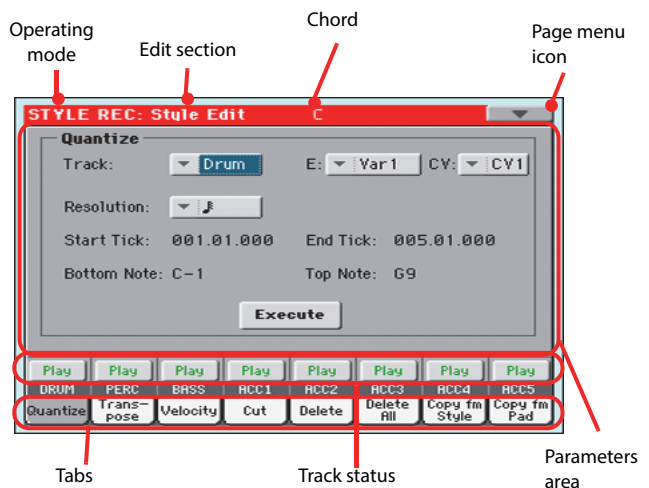 Operating
mode
Edit section
Chord
Page menu
icon
STYLE REC: Style Edit C
Quantize
Track: Drum E: Var1 CV: CV1
Resolution:
Start Tick: 001.01.000 End Tick: 005.01.000
Bottom Note: C-1 Top Note: G9
Execute
Play Play Play Play Play Play Play Play
DRUM PERC BASS ACC1 ACC2 ACC3 ACC4 ACC5
Quantize Trans-
pose Velocity Cut Delete Delete
All Copy fm
Style Copy fm
Pad
Tabs
Track status
Parameters
area